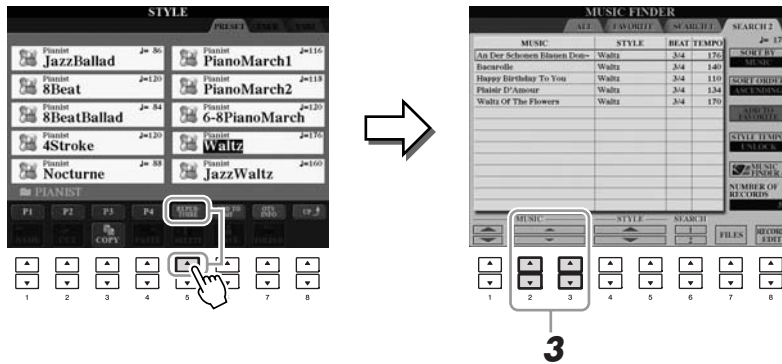 STYLE
PRESET USER USB
Pianist ♩= 86
JazzBallad
Pianist ♩=116
PianoMarch1
Pianist ♩=120
8Beat
Pianist ♩=118
PianoMarch2
Pianist ♩= 84
8BeatBallad
Pianist ♩=120
6-8PianoMarch
Pianist ♩=120
4Stroke
Pianist ♩=176
Waltz
Pianist ♩= 88
Nocturne
Pianist ♩=160
JazzWaltz
PIANIST
P1 P2 P3 P4 REPER TOIRE INFO UP
COPY
1 2 3 4 5 7 8
MUSIC FINDER
ALL FAVORITE SEARCH 1 SEARCH 2
MUSIC STYLE BEAT TEMPO
An Der Schonen Blauen Don~ Waltz 3/4 176
Bacarolle Waltz 3/4 140
Happy Birthday To You Waltz 3/4 110
Plaisir D'Amour Waltz 3/4 134
Waltz Of The Flowers Waltz 3/4 170
♩= 17
SORT BY
MUSIC
SORT ORDER
ASCENDING
ADD TO
FAVORITE
STYLE TEMPO
UNLOCK
MUSIC
FINDER
NUMBER OF
RECORDS
MUSIC STYLE SEARCH
1
2
FILES
RECORD
EDIT
1 2 3 4 5 6 7 8
3